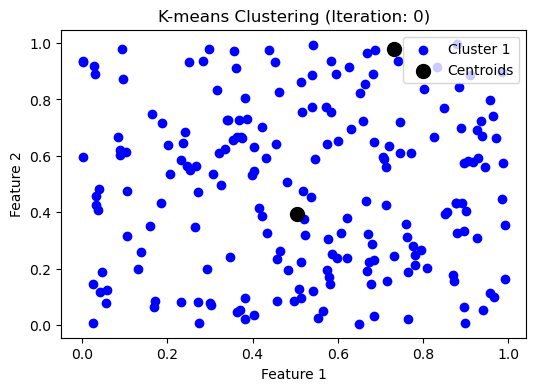 K-means Clustering (Iteration: 0)
Cluster 1
Centroids
1.0
0.8
0.6
0.4
0.2
0.0
Feature 2
0.0 0.2 0.4 0.6 0.8 1.0
Feature 1